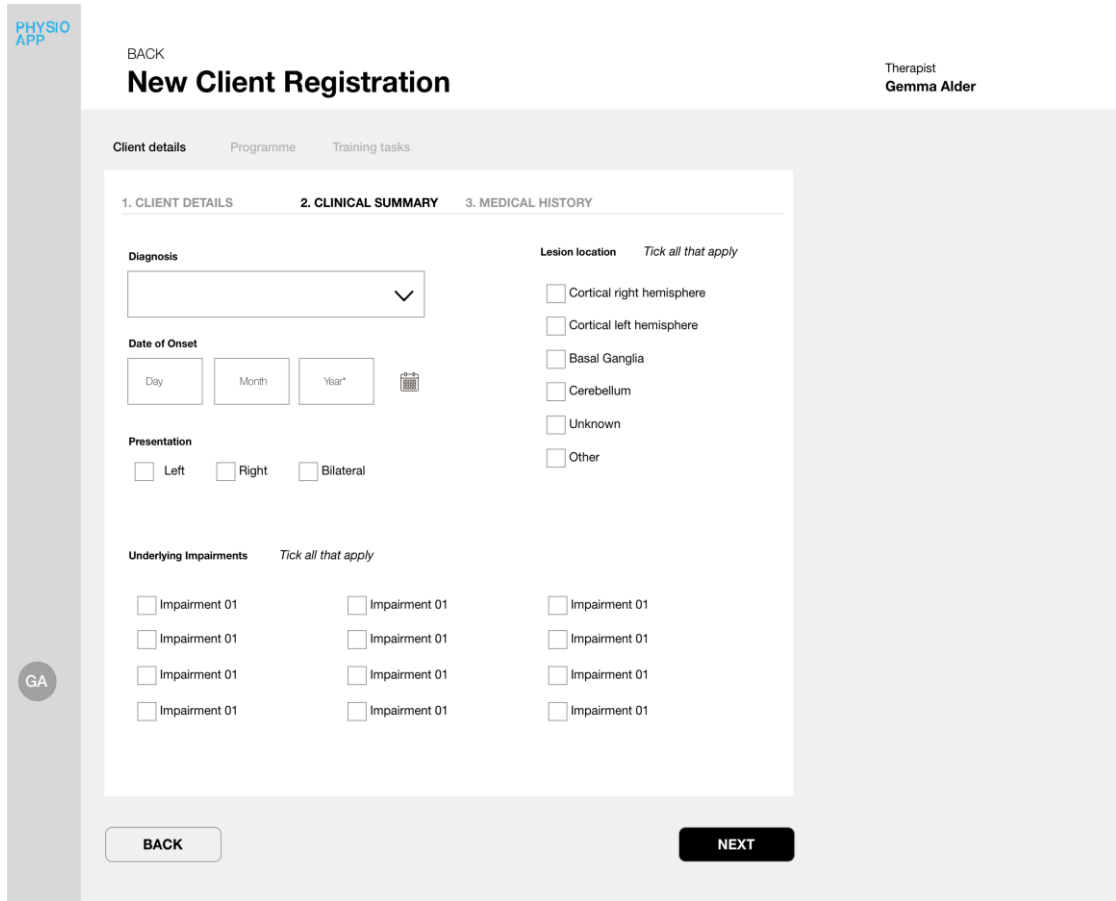 PHYSIO
APP
BACK
New Client Registration
Therapist
Gemma Alder
Client details Programme Training tasks
1. CLIENT DETAILS 2. CLINICAL SUMMARY 3. MEDICAL HISTORY
Diagnosis
Date of Onset
Day Month Year*
Presentation
Left Right Bilateral
Lesion location Tick all that apply
Cortical right hemisphere
Cortical left hemisphere
Basal Ganglia
Cerebellum
Unknown
Other
Underlying Impairments Tick all that apply
Impairment 01 Impairment 01 Impairment 01
Impairment 01 Impairment 01 Impairment 01
Impairment 01 Impairment 01 Impairment 01
Impairment 01 Impairment 01 Impairment 01
GA
BACK NEXT